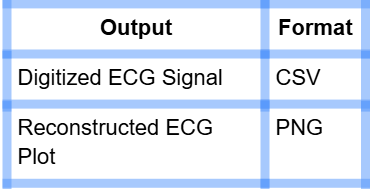 Output Format
Digitized ECG Signal CSV
Reconstructed ECG PNG
Plot